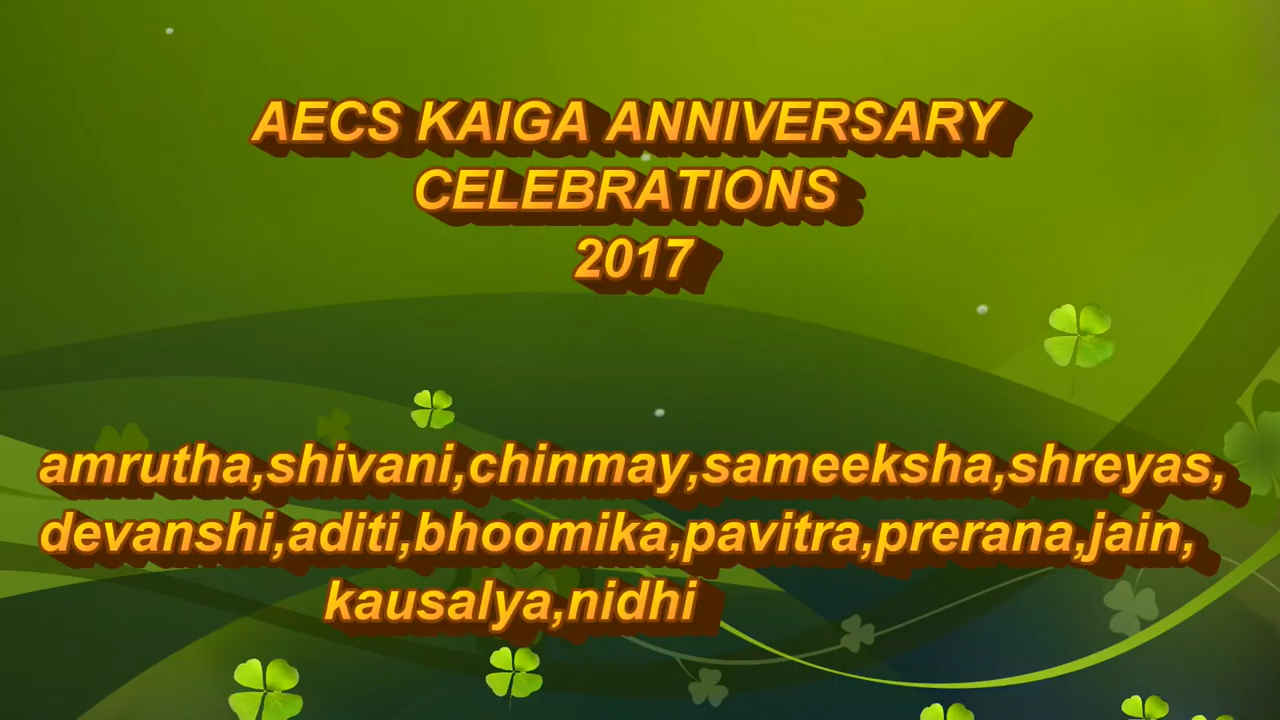 AECS KAIGA ANNIVERSARY
CELEBRATIONS
2017
amrutha,shivani,chinmay,sameeksha,shreyas,
devanshi,aditi,bhoomika,pavitra,prerana,jain,
kausalya,nidhi